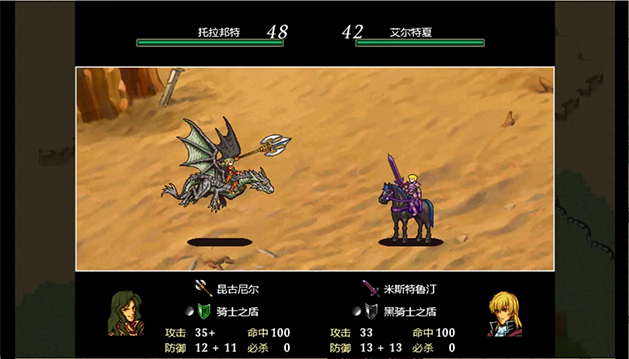 托拉邦特 48 42 艾尔特夏
昆古尼尔 米斯特鲁汀
骑士之盾 黑骑士之盾
攻击 35+ 命中 100 攻击 33 命中 100
防御 12 + 11 必杀 0 防御 13 + 13 必杀 0